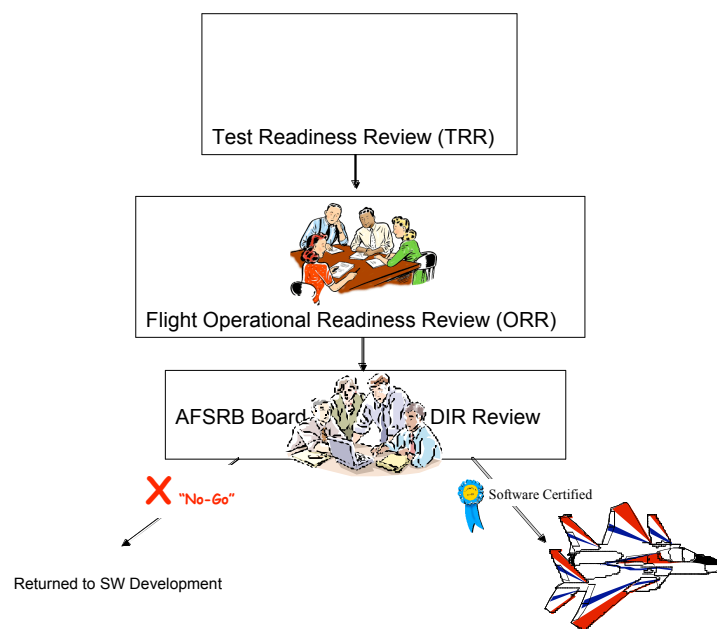 Test Readiness Review (TRR)
Flight Operational Readiness Review (ORR)
AFSRB Board DIR Review
"No-Go"
Software Certified
Returned to SW Development